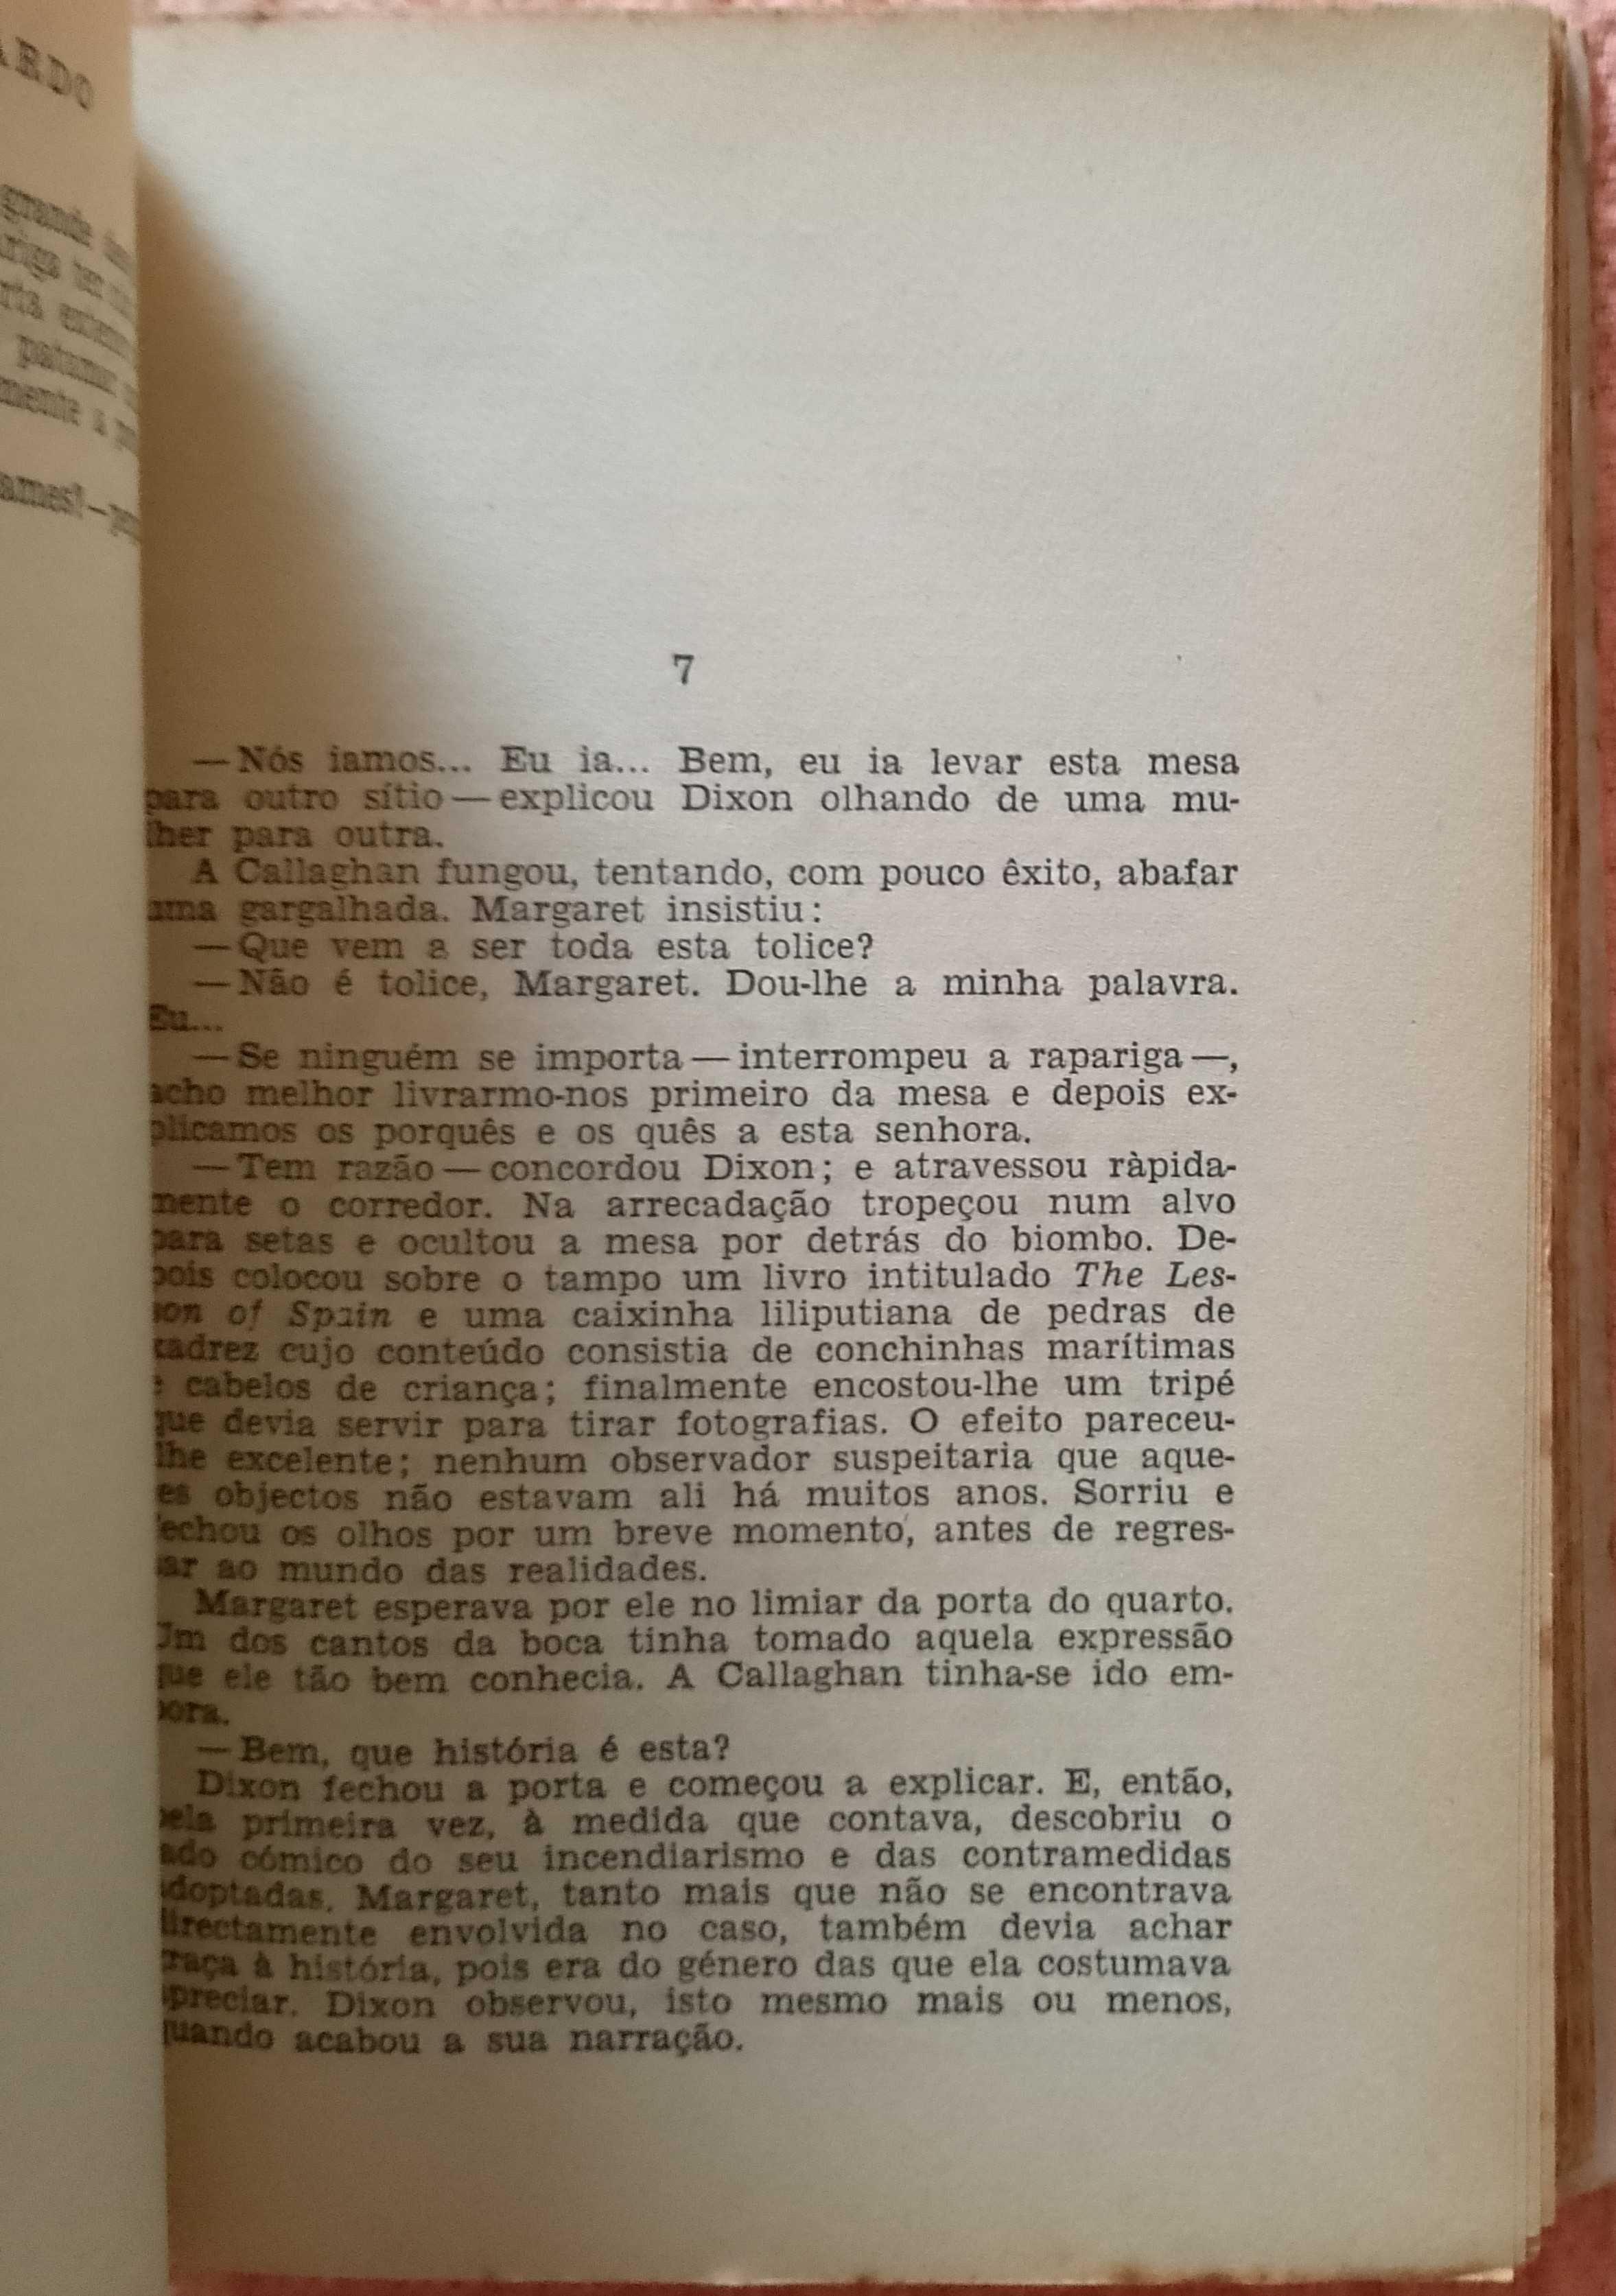 ARDO
grande
patamar
mente a
7
—Nós iamos... Eu ia... Bem, eu ia levar esta mesa
para outro sítio—explicou Dixon olhando de uma mu-
lher para outra.
A Callaghan fungou, tentando, com pouco êxito, abafar
uma gargalhada. Margaret insistiu:
—Que vem a ser toda esta tolice?
—Não é tolice, Margaret. Dou-lhe a minha palavra.
Eu...
—Se ninguém se importa—interrompeu a rapariga—,
acho melhor livrarmo-nos primeiro da mesa e depois ex-
plicamos os porquês e os quês a esta senhora.
—Tem razão—concordou Dixon; e atravessou ràpida-
mente o corredor. Na arrecadação tropeçou num alvo
para setas e ocultou a mesa por detrás do biombo. De-
pois colocou sobre o tampo um livro intitulado The Les-
son of Spain e uma caixinha liliputiana de pedras de
xadrez cujo conteúdo consistia de conchinhas marítimas
e cabelos de criança; finalmente encostou-lhe um tripé
que devia servir para tirar fotografias. O efeito pareceu-
lhe excelente; nenhum observador suspeitaria que aque-
es objectos não estavam ali há muitos anos. Sorriu e
fechou os olhos por um breve momento, antes de regres-
sar ao mundo das realidades.
Margaret esperava por ele no limiar da porta do quarto.
Um dos cantos da boca tinha tomado aquela expressão
que ele tão bem conhecia. A Callaghan tinha-se ido em-
bora.
—Bem, que história é esta?
Dixon fechou a porta e começou a explicar. E, então,
pela primeira vez, à medida que contava, descobriu o
ado cómico do seu incendiarismo e das contramedidas
adoptadas. Margaret, tanto mais que não se encontrava
directamente envolvida no caso, também devia achar
graça à história, pois era do género das que ela costumava
apreciar. Dixon observou, isto mesmo mais ou menos,
quando acabou a sua narração.